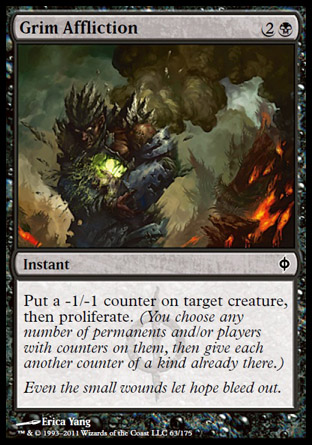 Grim Affliction 2
Instant
Put a -1/-1 counter on target creature,
then proliferate. (You choose any
number of permanents and/or players
with counters on them, then give each
another counter of a kind already there.)
Even the small wounds let hope bleed out.
Erica Yang
™ & © 1993–2011 Wizards of the Coast LLC 63/175